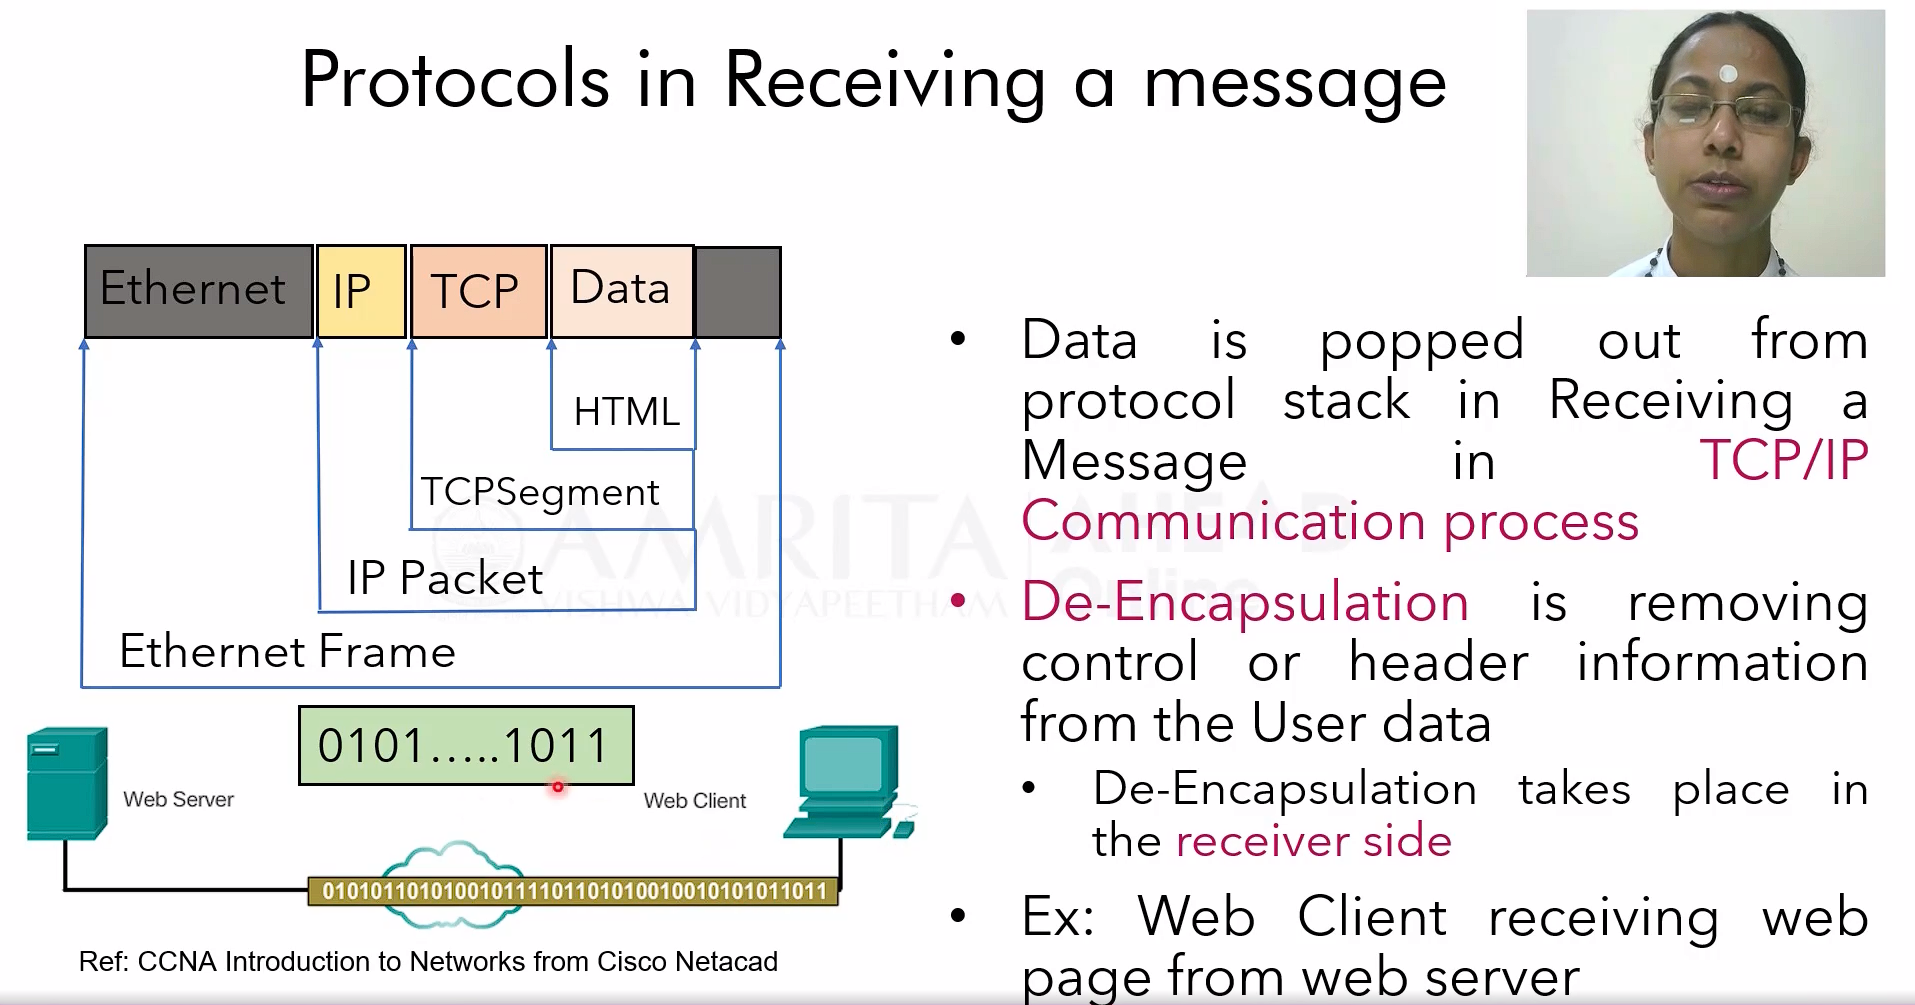 Protocols in Receiving a message
Ethernet IP TCP Data
HTML
TCPSegment
IP Packet
Ethernet Frame
0101.....1011
Web Server
Web Client
010101101010010111101101010010010101011011
Ref: CCNA Introduction to Networks from Cisco Netacad
• Data is popped out from
protocol stack in Receiving a
Message in TCP/IP
Communication process
• De-Encapsulation is removing
control or header information
from the User data
• De-Encapsulation takes place in
the receiver side
• Ex: Web Client receiving web
page from web server
AMRITA AHEAD
VISHWA VIDYAPEETHAM Online